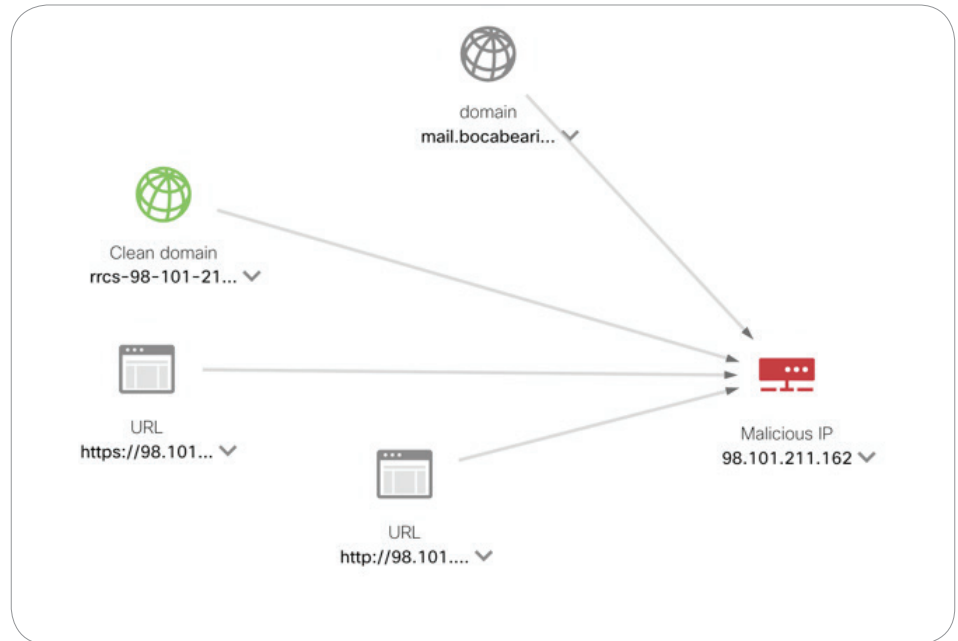 domain
mail.bocabeari...
Clean domain
rrcs-98-101-21...
URL
https://98.101...
Malicious IP
98.101.211.162
URL
http://98.101....